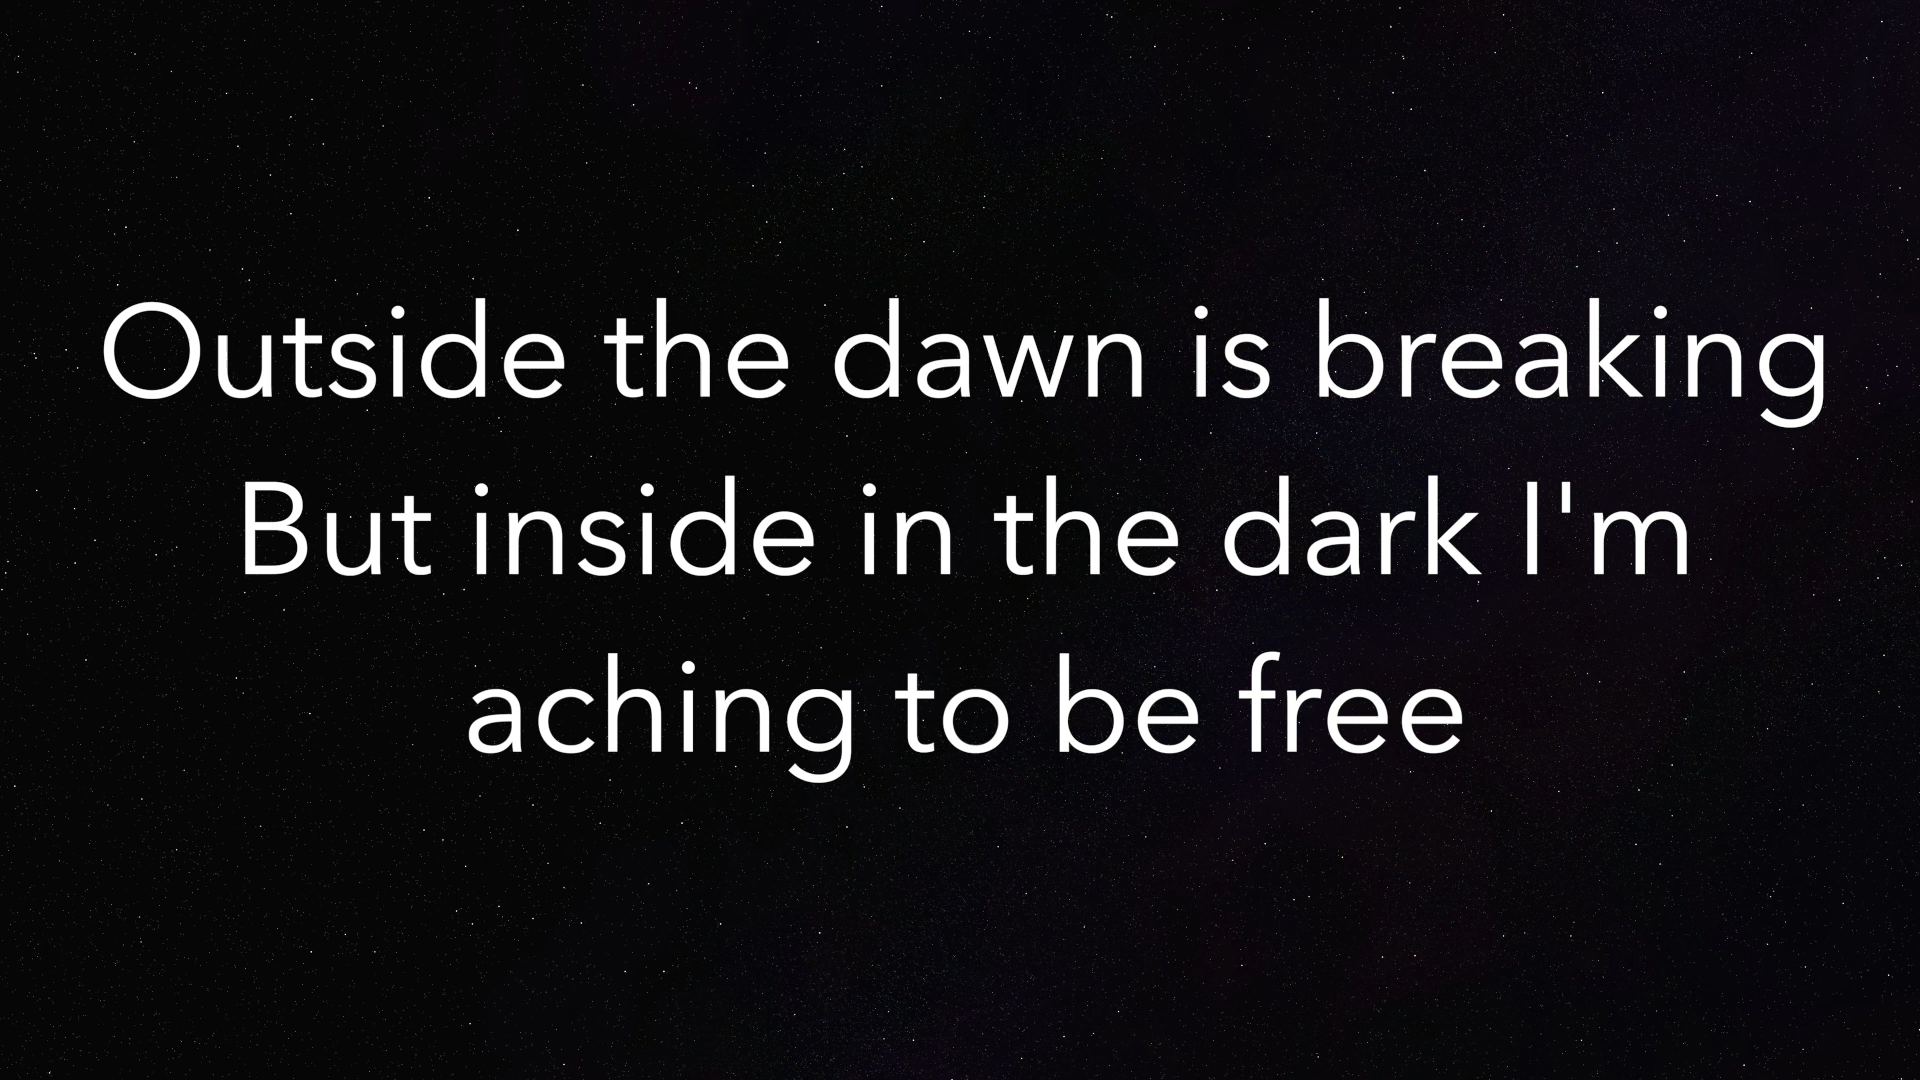 Outside the dawn is breaking
But inside in the dark I'm
aching to be free